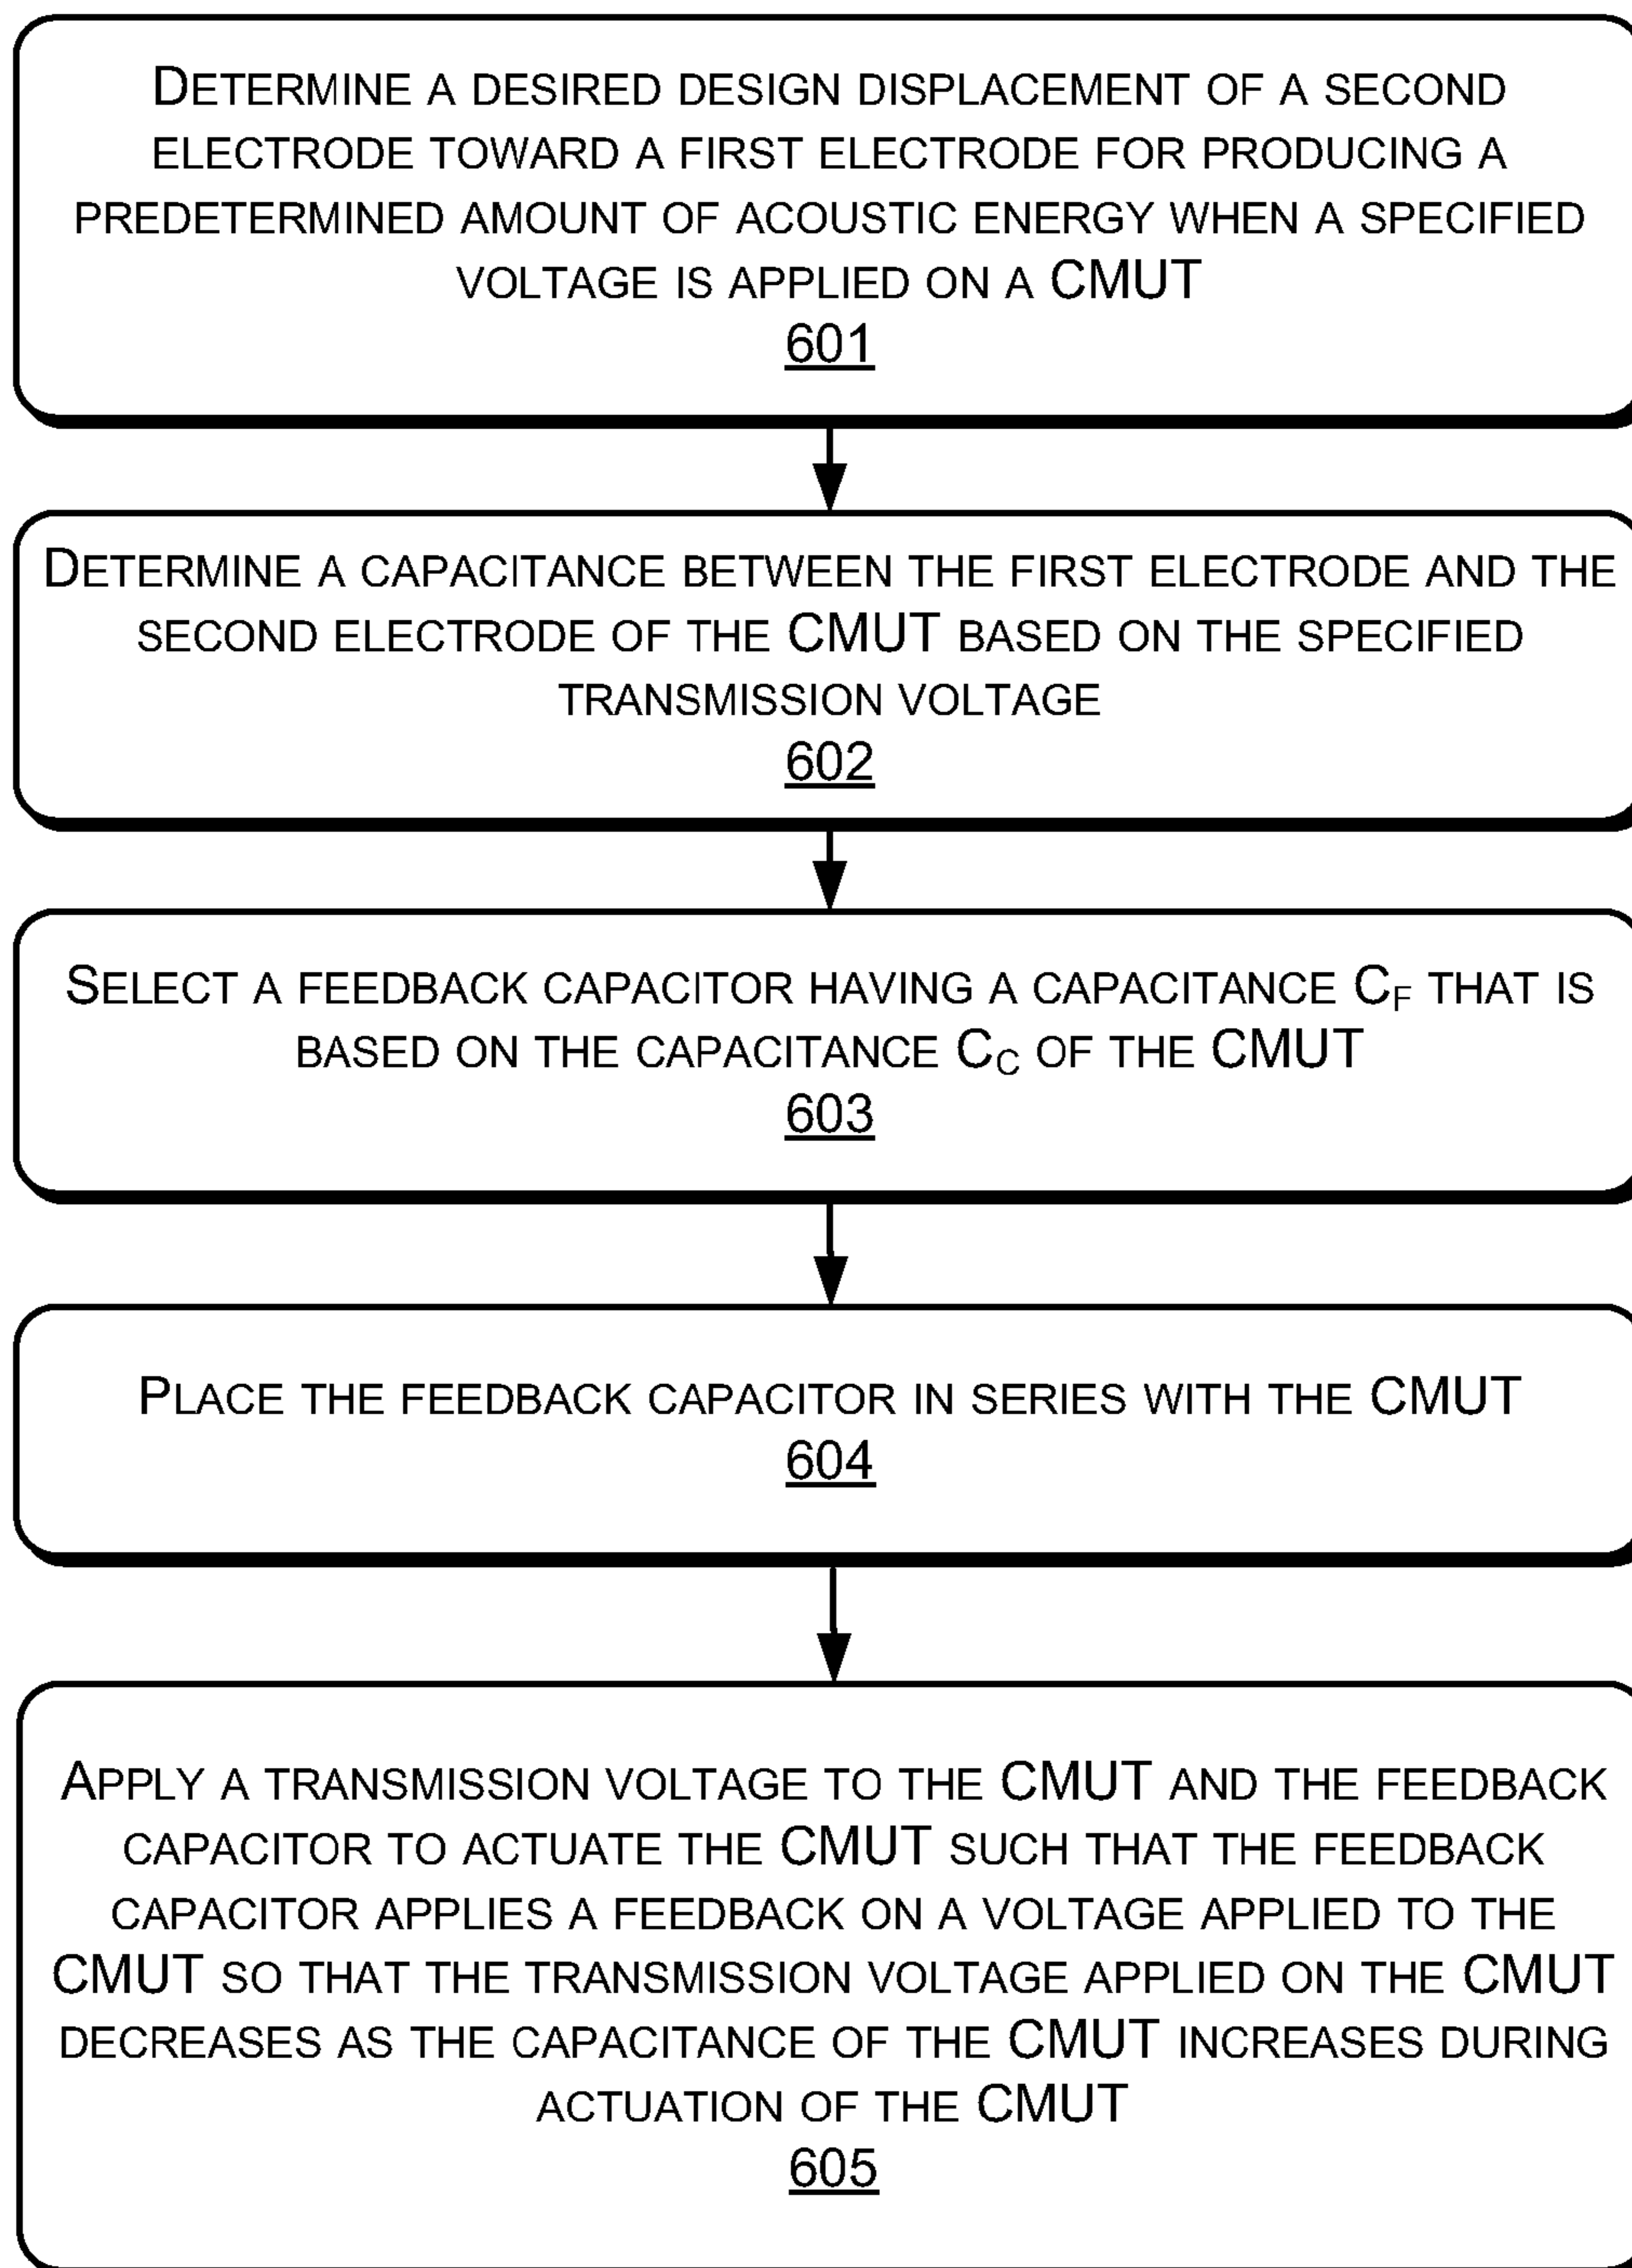 DETERMINE A DESIRED DESIGN DISPLACEMENT OF A SECOND
ELECTRODE TOWARD A FIRST ELECTRODE FOR PRODUCING A
PREDETERMINED AMOUNT OF ACOUSTIC ENERGY WHEN A SPECIFIED
VOLTAGE IS APPLIED ON A CMUT
601
DETERMINE A CAPACITANCE BETWEEN THE FIRST ELECTRODE AND THE
SECOND ELECTRODE OF THE CMUT BASED ON THE SPECIFIED
TRANSMISSION VOLTAGE
602
SELECT A FEEDBACK CAPACITOR HAVING A CAPACITANCE CF THAT IS
BASED ON THE CAPACITANCE CC OF THE CMUT
603
PLACE THE FEEDBACK CAPACITOR IN SERIES WITH THE CMUT
604
APPLY A TRANSMISSION VOLTAGE TO THE CMUT AND THE FEEDBACK
CAPACITOR TO ACTUATE THE CMUT SUCH THAT THE FEEDBACK
CAPACITOR APPLIES A FEEDBACK ON A VOLTAGE APPLIED TO THE
CMUT SO THAT THE TRANSMISSION VOLTAGE APPLIED ON THE CMUT
DECREASES AS THE CAPACITANCE OF THE CMUT INCREASES DURING
ACTUATION OF THE CMUT
605